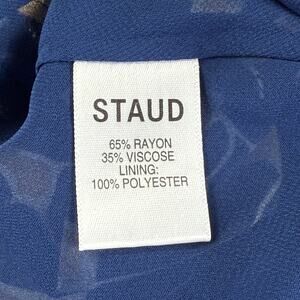 STAUD
65% RAYON
35% VISCOSE
LINING:
100% POLYESTER